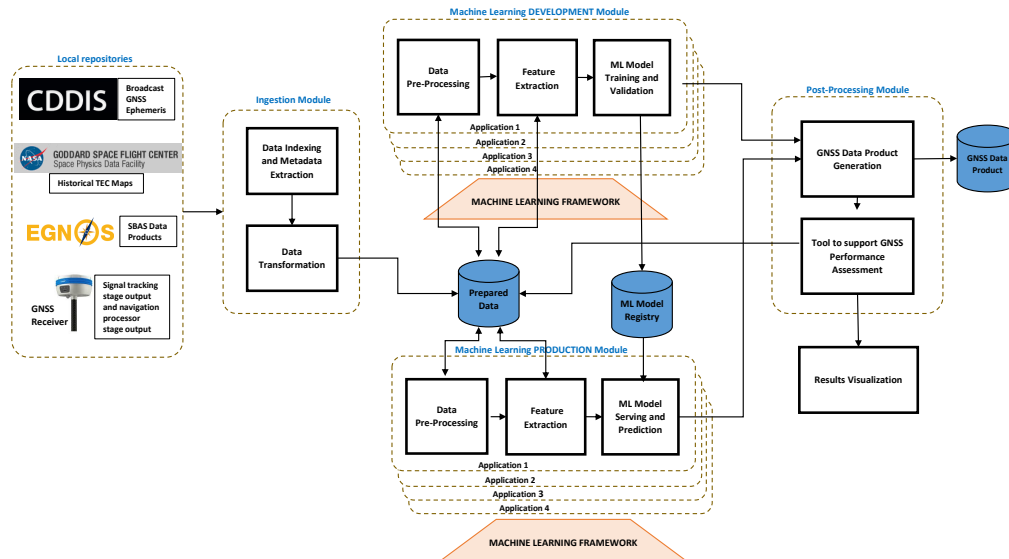 Machine Learning DEVELOPMENT Module
Data
Pre-Processing
Feature
Extraction
ML Model
Training and
Validation
Application 1
Application 2
Application 3
Application 4
MACHINE LEARNING FRAMEWORK
Local repositories
CDDIS
Broadcast
GNSS
Ephemeris
NASA
GODDARD SPACE FLIGHT CENTER
Space Physics Data Facility
Historical TEC Maps
EGNOS
SBAS Data
Products
GNSS
Receiver
Signal tracking
stage output
and navigation
processor
stage output
Ingestion Module
Data Indexing
and Metadata
Extraction
Data
Transformation
Prepared
Data
ML Model
Registry
Post-Processing Module
GNSS Data Product
Generation
GNSS Data
Product
Tool to support GNSS
Performance
Assessment
Results Visualization
Machine Learning PRODUCTION Module
Data
Pre-Processing
Feature
Extraction
ML Model
Serving and
Prediction
Application 1
Application 2
Application 3
Application 4
MACHINE LEARNING FRAMEWORK